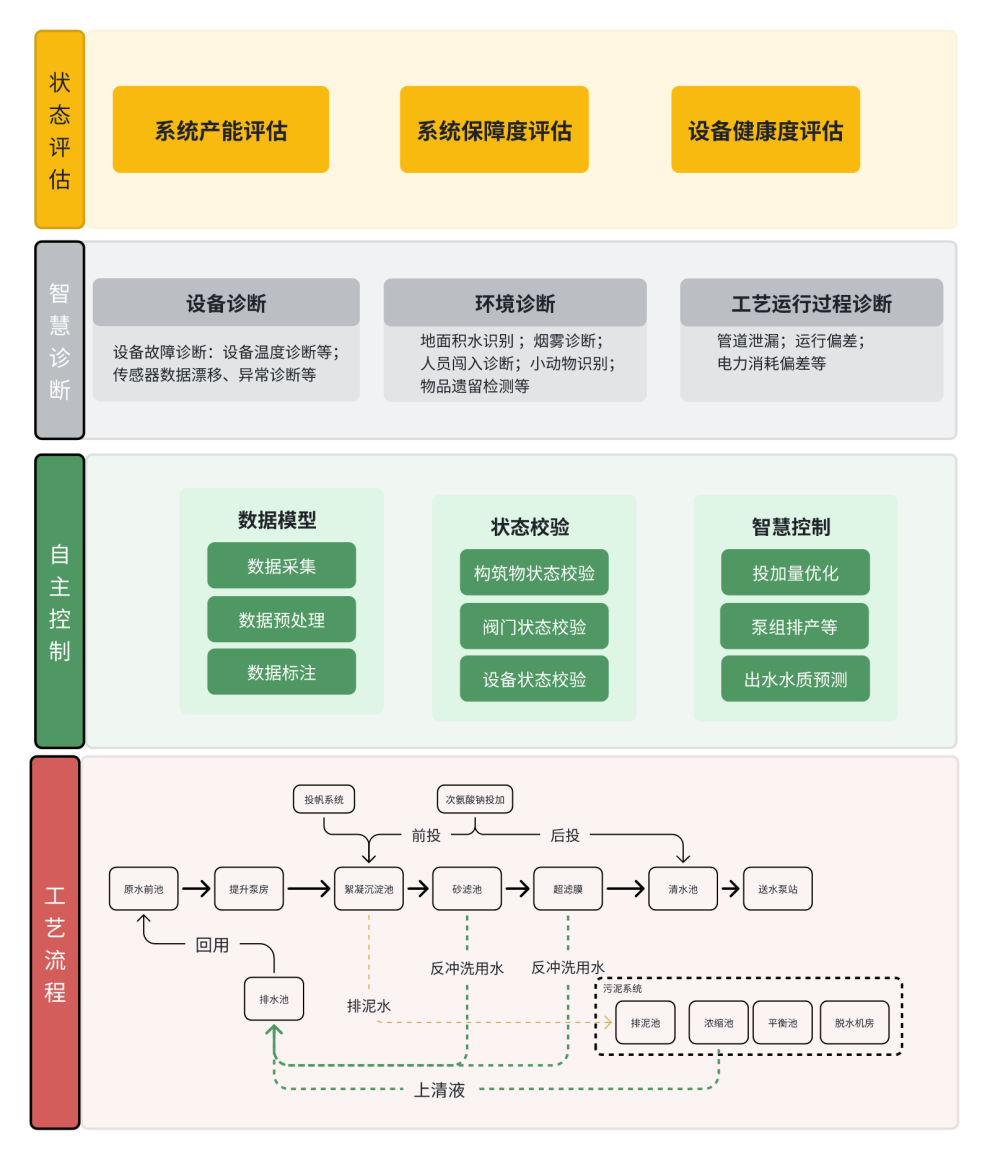 状态评估
系统产能评估
系统保障度评估
设备健康度评估
智慧诊断
设备诊断
设备故障诊断：设备温度诊断等；
传感器数据漂移、异常诊断等
环境诊断
地面积水识别 ；烟雾诊断；
人员闯入诊断 ；小动物识别；
物品遗留检测等
工艺运行过程诊断
管道泄漏；运行偏差；
电力消耗偏差等
自主控制
数据模型
数据采集
数据预处理
数据标注
状态校验
构筑物状态校验
阀门状态校验
设备状态校验
智慧控制
投加量优化
泵组排产等
出水水质预测
工艺流程
投帆系统
次氨酸钠投加
前投
后投
原水前池
提升泵房
絮凝沉淀池
砂滤池
超滤膜
清水池
送水泵站
回用
反冲洗用水
反冲洗用水
排水池
排泥水
污泥系统
排泥池
浓缩池
平衡池
脱水机房
上清液